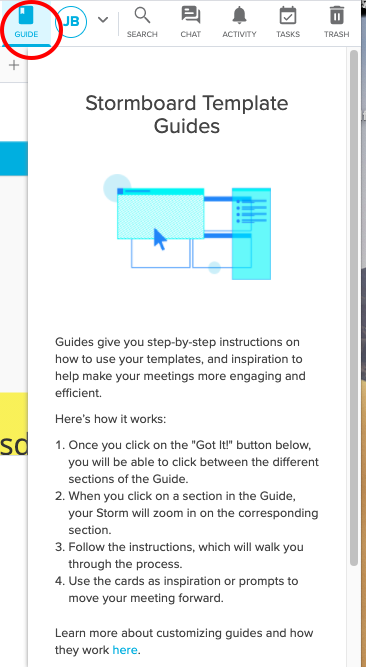 JB
GUIDE
SEARCH
CHAT
ACTIVITY
TASKS
TRASH
+
Stormboard Template
Guides
Guides give you step-by-step instructions on
how to use your templates, and inspiration to
help make your meetings more engaging and
efficient.
Here's how it works:
1. Once you click on the "Got It!" button below,
you will be able to click between the different
sections of the Guide.
2. When you click on a section in the Guide,
your Storm will zoom in on the corresponding
section.
3. Follow the instructions, which will walk you
through the process.
4. Use the cards as inspiration or prompts to
move your meeting forward.
sd
Learn more about customizing guides and how
they work here.